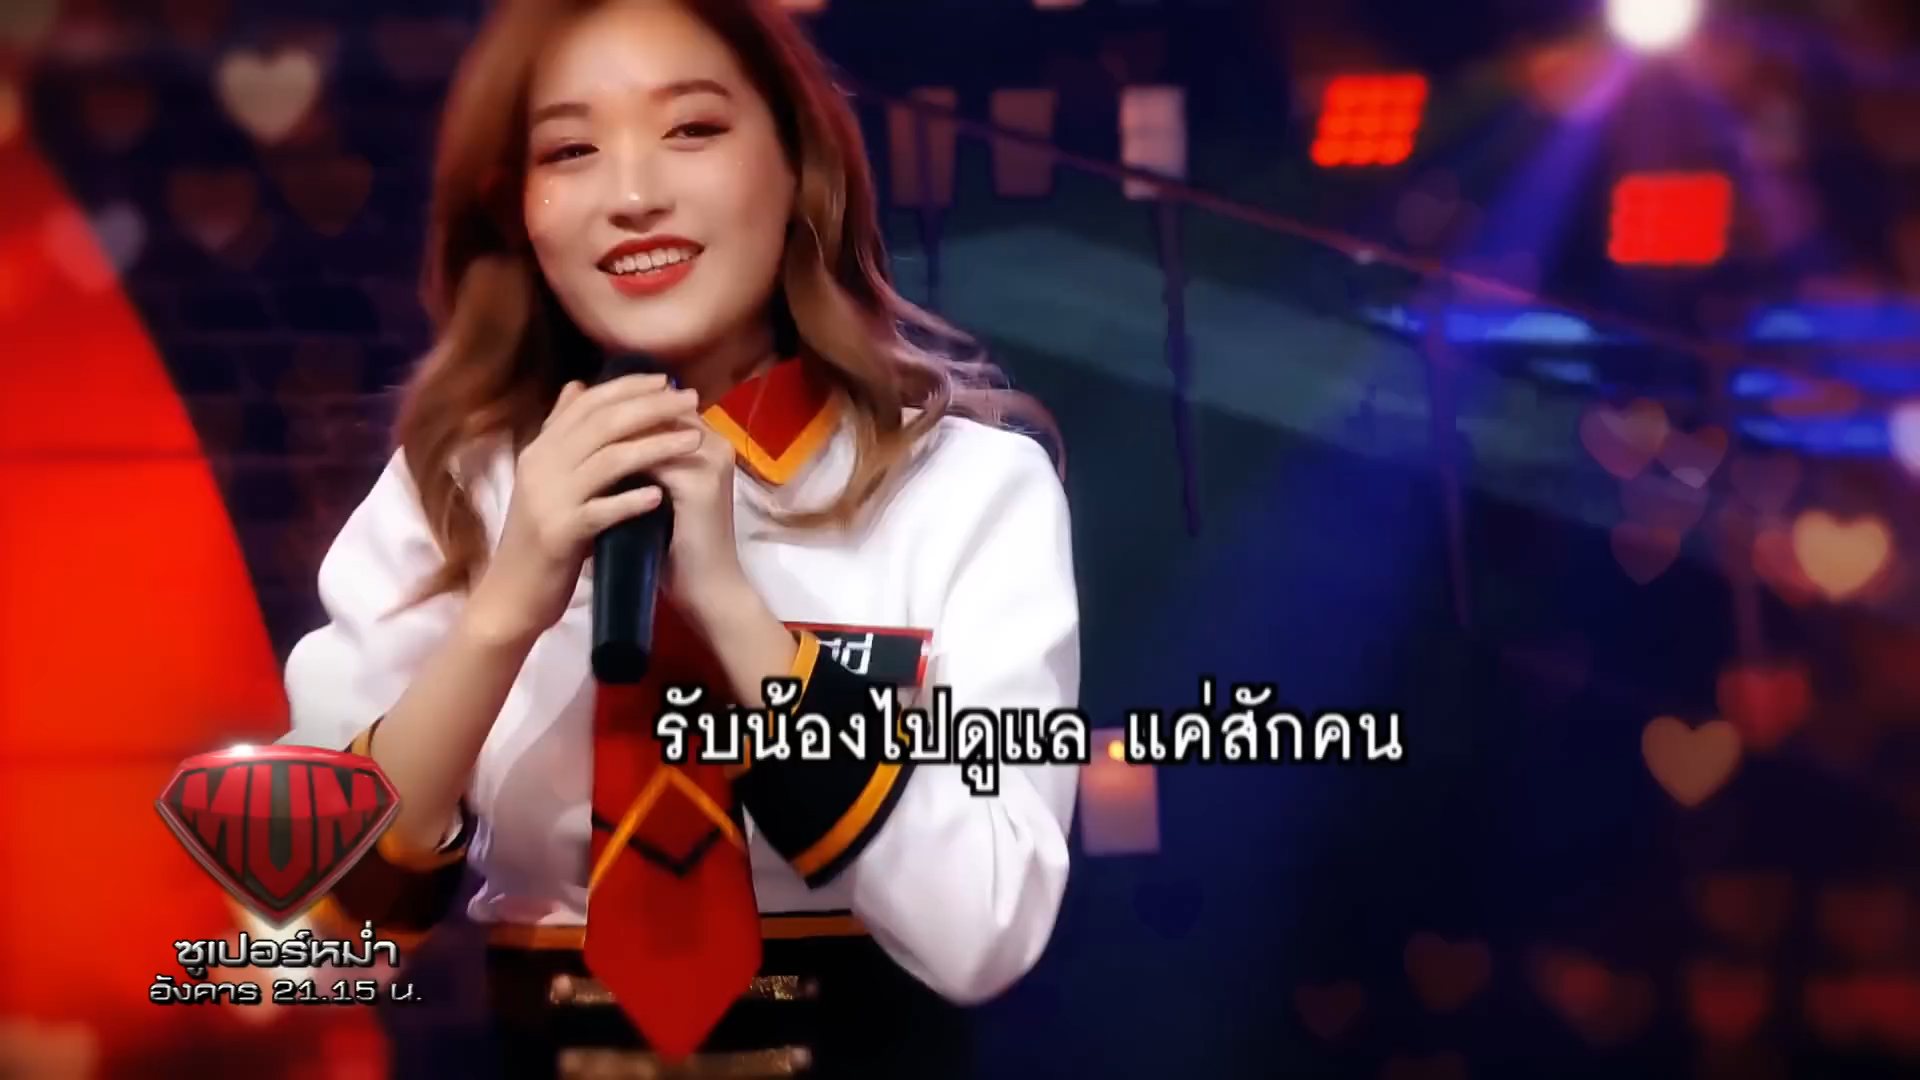 รับน้องไปดูแล แค่สักคน
MUM
ซูเปอร์หม่ำ
อังคาร 21.15 น.